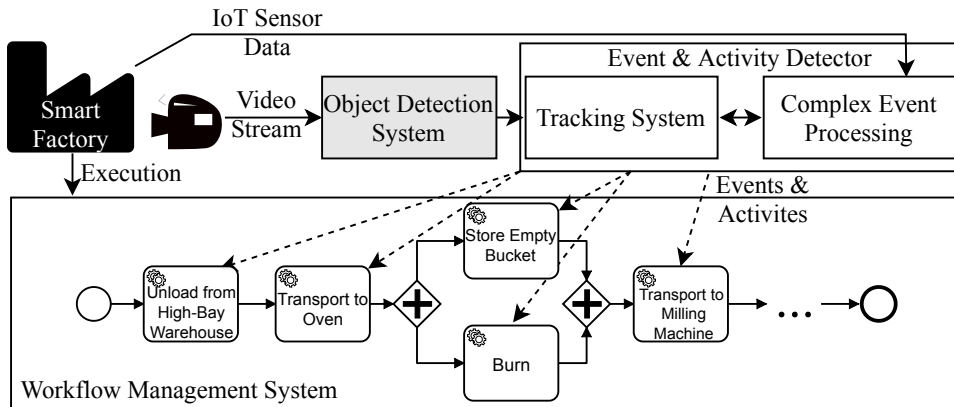 IoT Sensor
Data
Event & Activity Detector
Smart
Factory
Video
Stream
Object Detection
System
Tracking System
Complex Event
Processing
Execution
Events &
Activites
Store Empty
Bucket
Unload from
High-Bay
Warehouse
Transport to
Oven
Transport to
Milling
Machine
...
Burn
Workflow Management System